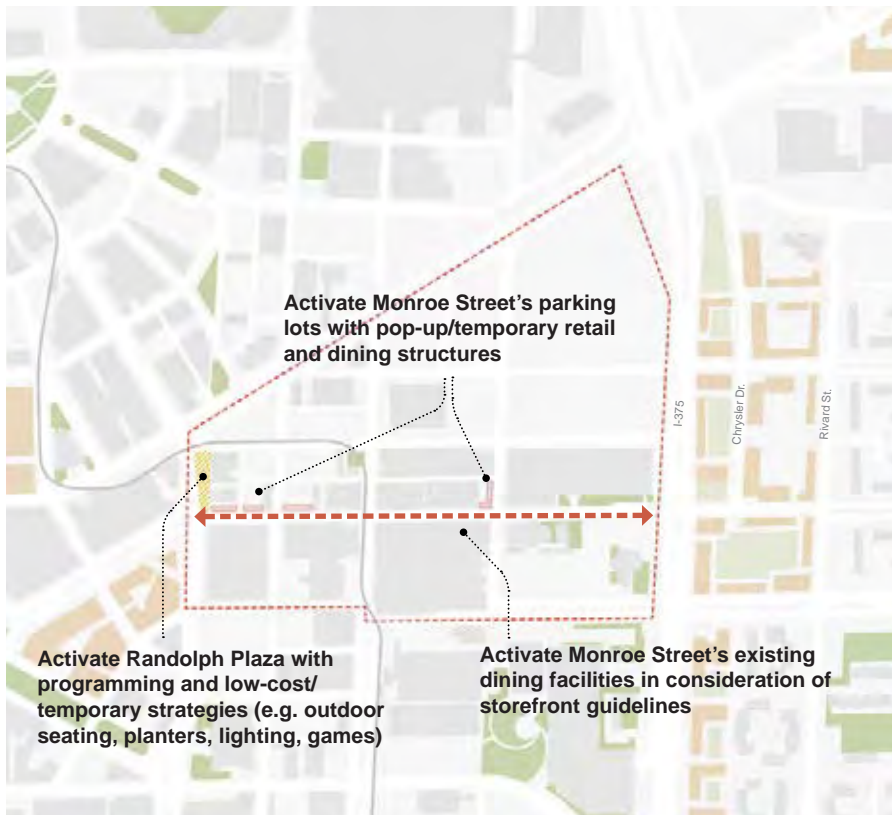 Activate Monroe Street’s parking
lots with pop-up/temporary retail
and dining structures
I-375
Chrysler Dr.
Rivard St.
Activate Randolph Plaza with
programming and low-cost/
temporary strategies (e.g. outdoor
seating, planters, lighting, games)
Activate Monroe Street’s existing
dining facilities in consideration of
storefront guidelines